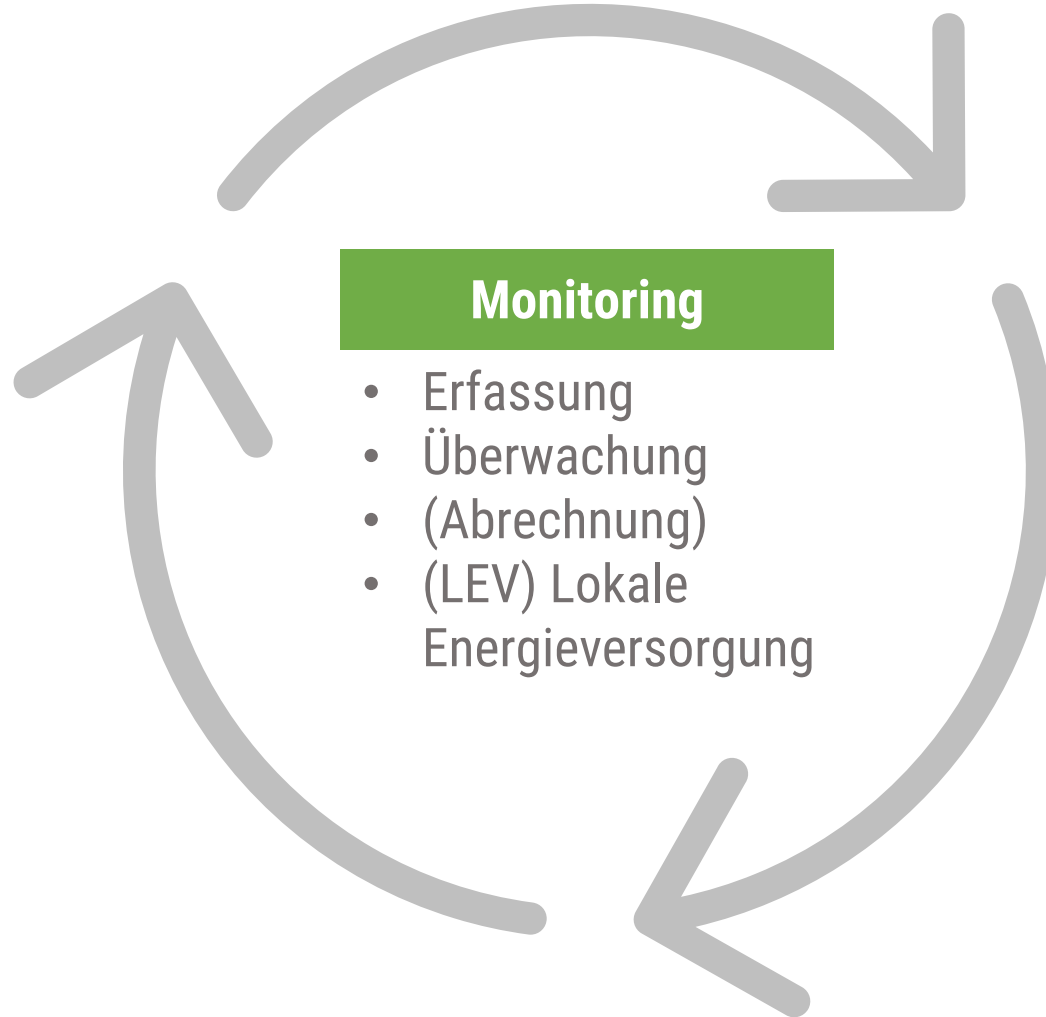 Monitoring
• Erfassung
• Überwachung
• (Abrechnung)
• (LEV) Lokale
Energieversorgung